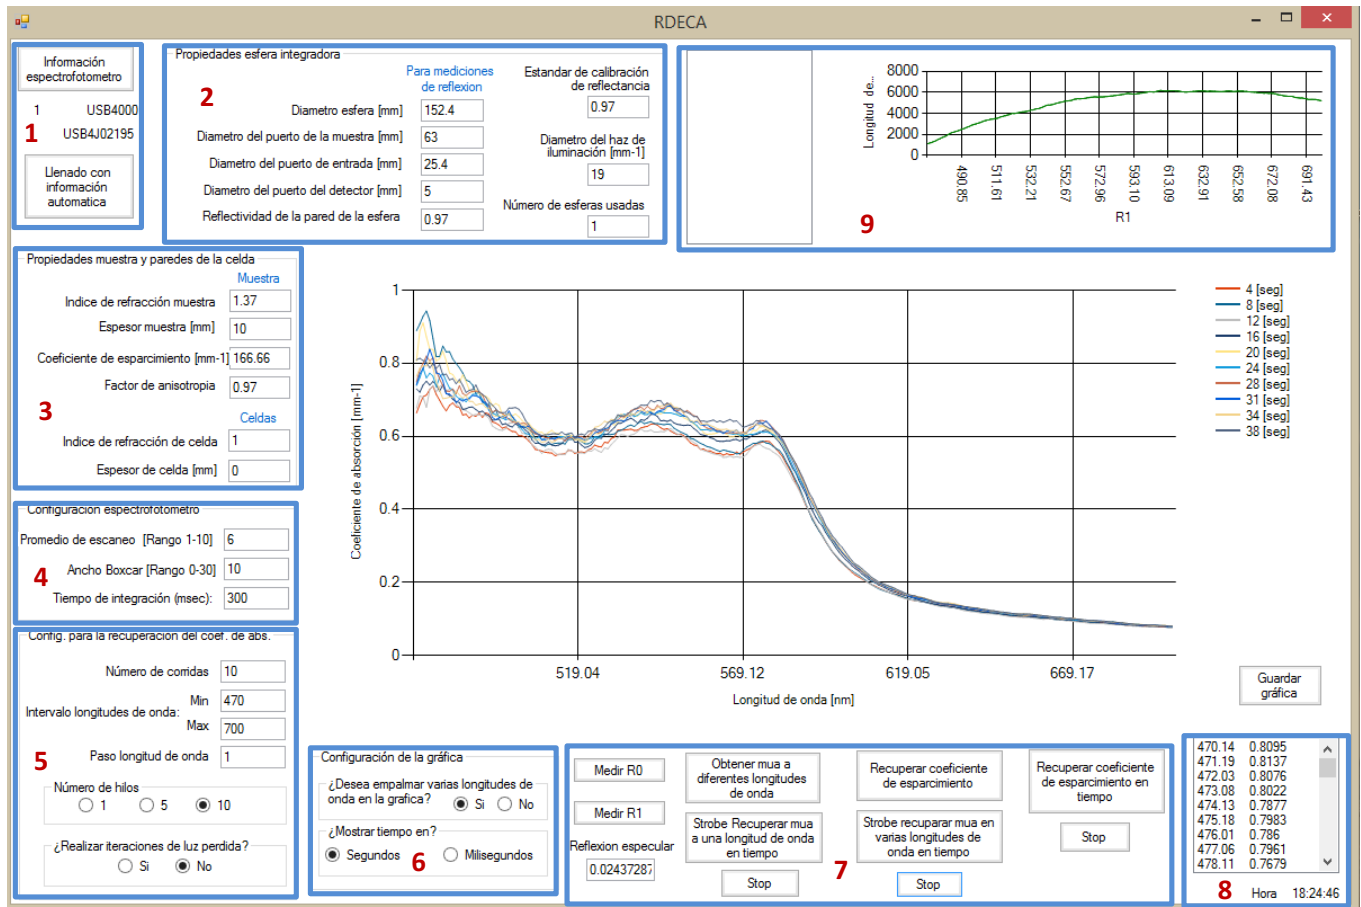 RDECA
Información
espectrofotometro
1 USB4000
1 USB4J02195
Llenado con
información
automatica
Propiedades esfera integradora
2
Para mediciones
de reflexion
Diametro esfera [mm] 152.4
Diametro del puerto de la muestra [mm] 63
Diametro del puerto de entrada [mm] 25.4
Diametro del puerto del detector [mm] 5
Reflectividad de la pared de la esfera 0.97
Estandar de calibración
de reflectancia
0.97
Diametro del haz de
iluminación [mm-1]
19
Número de esferas usadas
1
Longitud de...
8000
6000
4000
2000
0
490.85 511.61 532.21 552.67 572.96 593.10 613.09 632.91 652.58 672.08 691.43
R1
9
Propiedades muestra y paredes de la
celda
Muestra
Indice de refracción muestra 1.37
Espesor muestra [mm] 10
Coeficiente de esparcimiento [mm-1] 166.66
Factor de anisotropia 0.97
3
Celdas
Indice de refracción de celda 1
Espesor de celda [mm] 0
Coeliciente de absorción [mm-1]
1
0.8
0.6
0.4
0.2
0
519.04 569.12 619.05 669.17
Longitud de onda [nm]
4 [seg]
8 [seg]
12 [seg]
16 [seg]
20 [seg]
24 [seg]
28 [seg]
31 [seg]
34 [seg]
38 [seg]
Guardar
gráfica
Configuración espectrofotómetro
Promedio de escaneo [Rango 1-10] 6
Ancho Boxcar [Rango 0-30] 10
4
Tiempo de integración (msec): 300
Config. para la recuperación del coef. de abs.
Número de corridas 10
Min 470
Intervalo longitudes de onda:
Max 700
Paso longitud de onda 1
5
Número de hilos
1 5 10
¿Realizar iteraciones de luz perdida?
Si No
Configuración de la gráfica
¿Desea empalmar varias longitudes de
onda en la grafica? Si No
¿Mostrar tiempo en?
Segundos Milisegundos
6
Medir R0
Medir R1
Reflexion especular
0.02437287
Obtener mua a
diferentes longitudes
de onda
Strobe Recuperar mua
a una longitud de onda
en tiempo
Stop
Recuperar coeficiente
de esparcimiento
Strobe recuparar mua en
varias longitudes de
onda en tiempo
7
Stop
Recuperar coeficiente
de esparcimiento en
tiempo
Stop
470.14 0.8095
471.19 0.8137
472.03 0.8076
473.08 0.8022
474.13 0.7877
475.18 0.7983
476.01 0.786
477.06 0.7961
478.11 0.7679
8 Hora 18:24:46